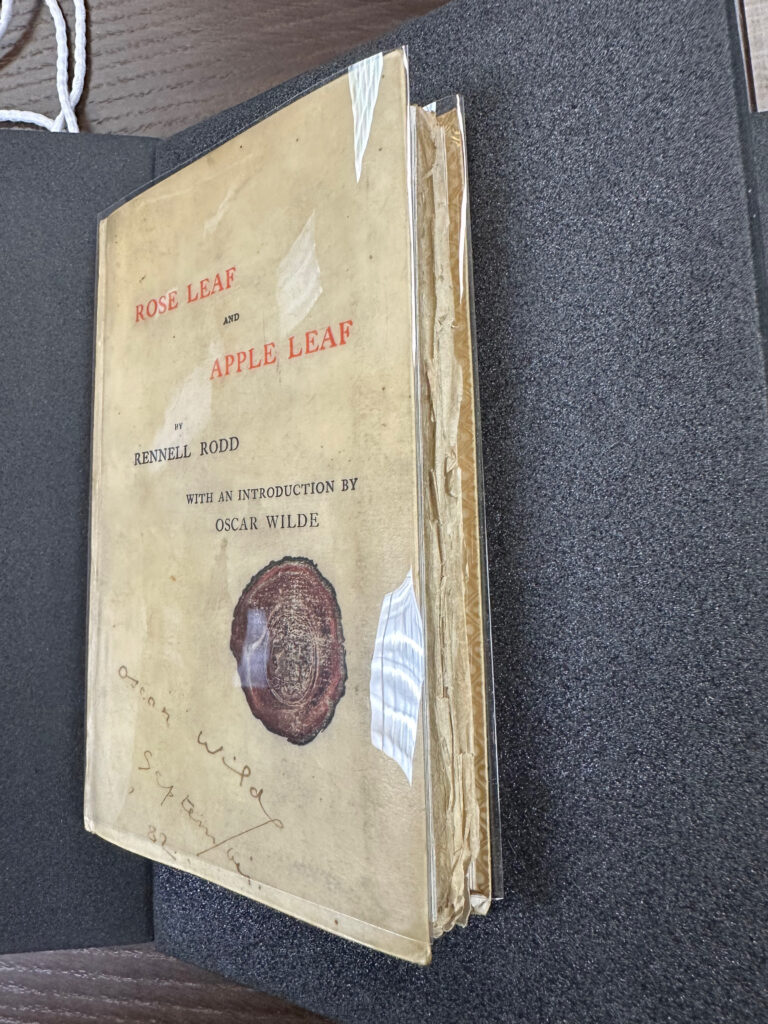 ROSE LEAF
AND
APPLE LEAF
BY
RENNELL RODD
WITH AN INTRODUCTION BY
OSCAR WILDE
Oscar Wilde
September.
, 82.